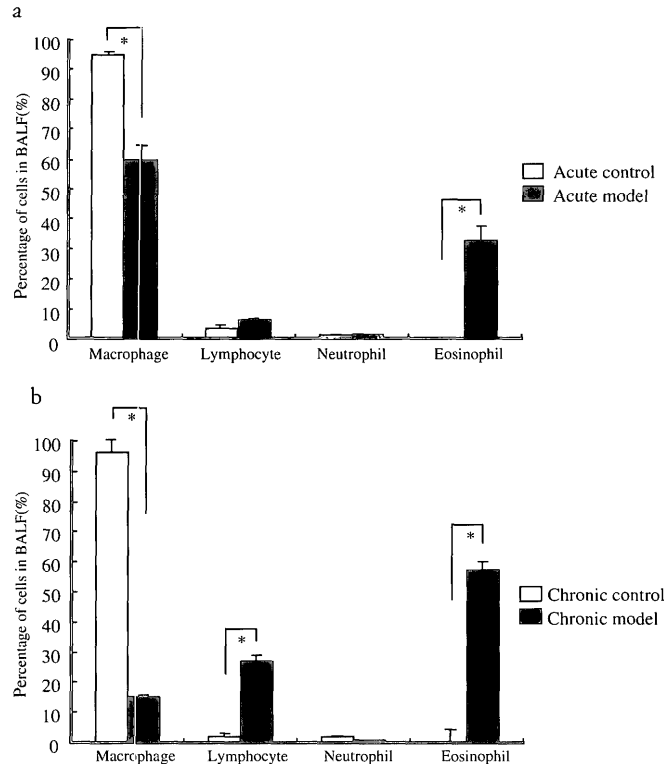 a
*
100
90
80
70
60
50
40
30
20
10
0
Percentage of cells in BALF(%)
*
Macrophage Lymphocyte Neutrophil Eosinophil
Acute control
Acute model
b
*
100
90
80
70
60
50
40
30
20
10
0
Percentage of cells in BALF(%)
*
*
Macrophage Lymphocyte Neutrophil Eosinophil
Chronic control
Chronic model